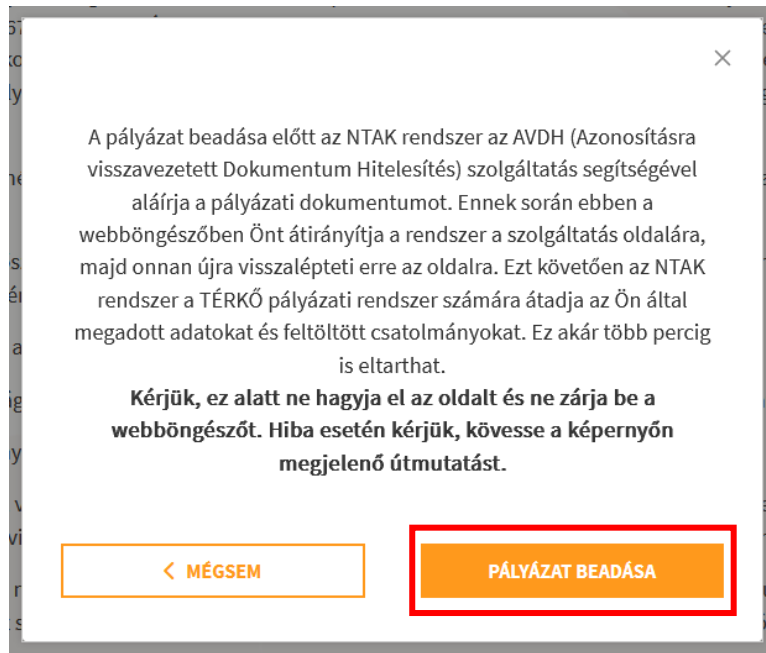 A pályázat beadása előtt az NTAK rendszer az AVDH (Azonosításra
visszavezetett Dokumentum Hitelesítés) szolgáltatás segítségével
aláírja a pályázati dokumentumot. Ennek során ebben a
webböngészőben Önt átirányítja a rendszer a szolgáltatás oldalára,
majd onnan újra visszalépteti erre az oldalra. Ezt követően az NTAK
rendszer a TÉRKŐ pályázati rendszer számára átadja az Ön által
megadott adatokat és feltöltött csatolmányokat. Ez akár több percig
is eltarthat.
Kérjük, ez alatt ne hagyja el az oldalt és ne zárja be a
webböngészőt. Hiba esetén kérjük, kövesse a képernyőn
megjelenő útmutatást.
MÉGSEM
PÁLYÁZAT BEADÁSA